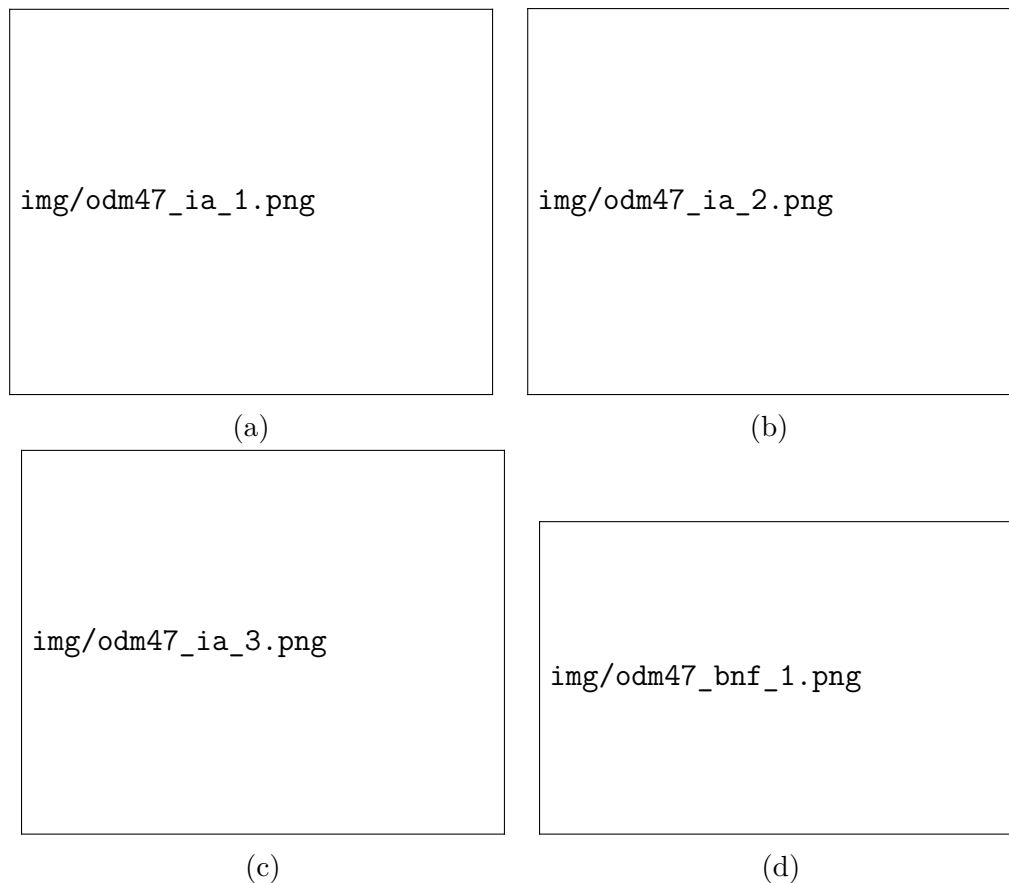 img/odm47_ia_1.png
img/odm47_ia_2.png
(a)
(b)
img/odm47_ia_3.png
img/odm47_bnf_1.png
(c)
(d)